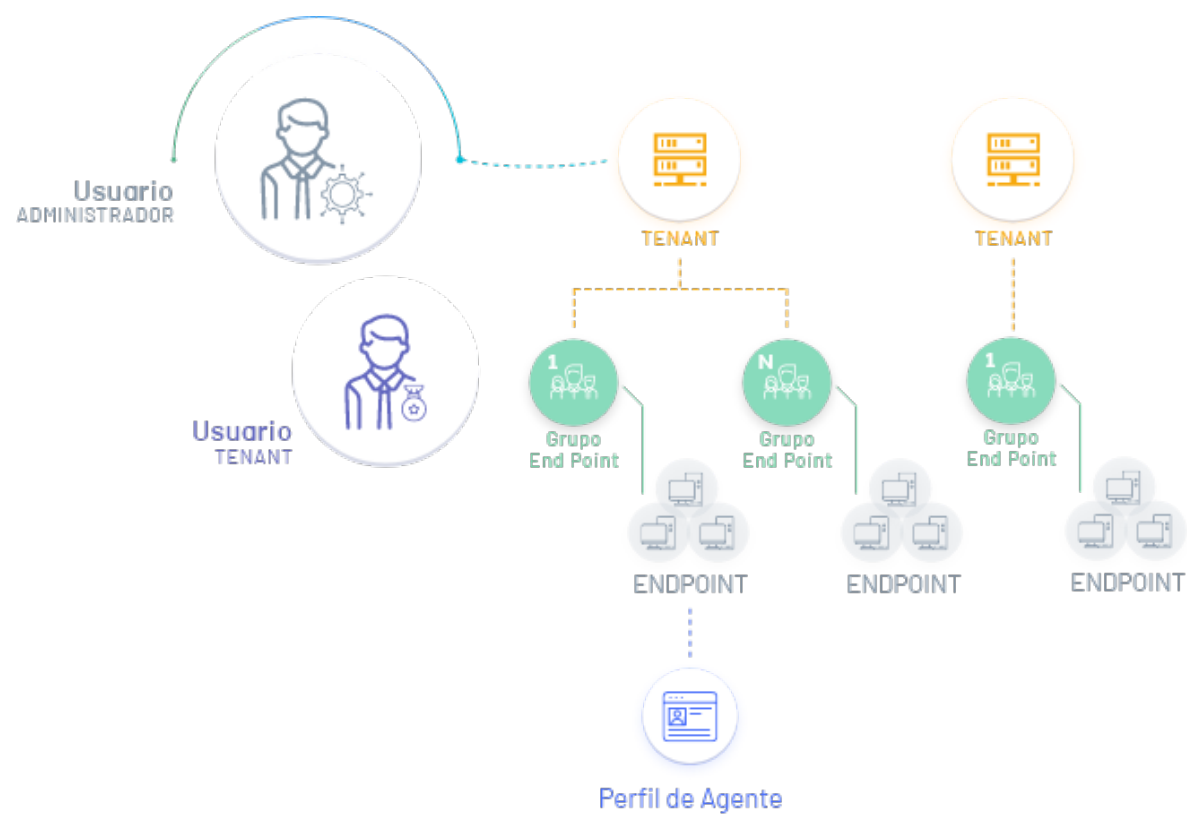 Usuario
ADMINISTRADOR
TENANT
TENANT
Usuario
TENANT
1
Grupo
End Point
N
Grupo
End Point
1
Grupo
End Point
ENDPOINT
ENDPOINT
ENDPOINT
Perfil de Agente